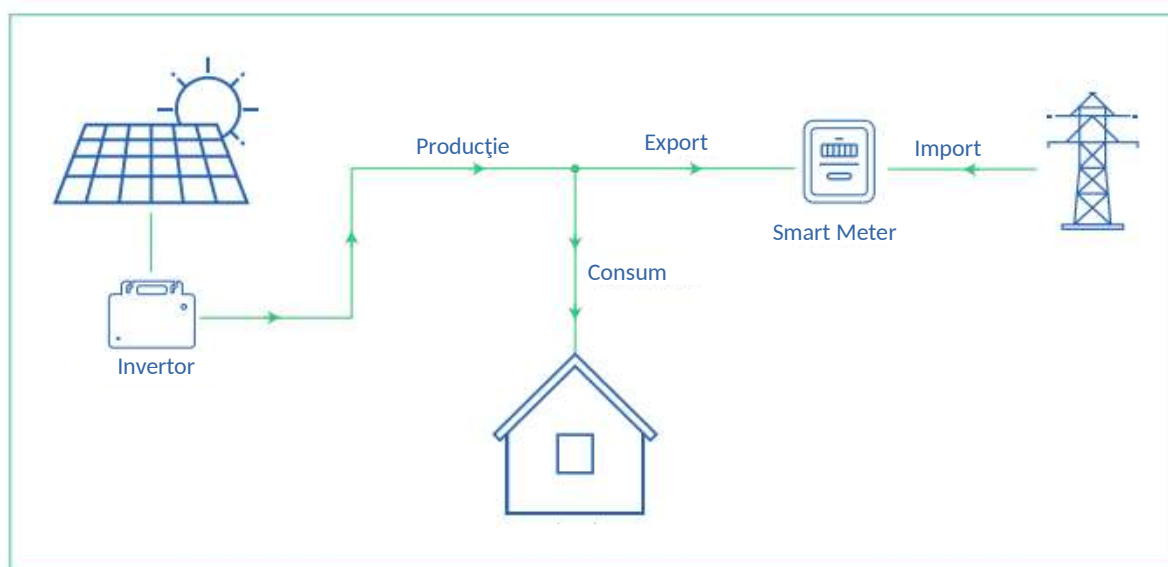 Producţie
Export
Import
Smart Meter
Consum
Invertor